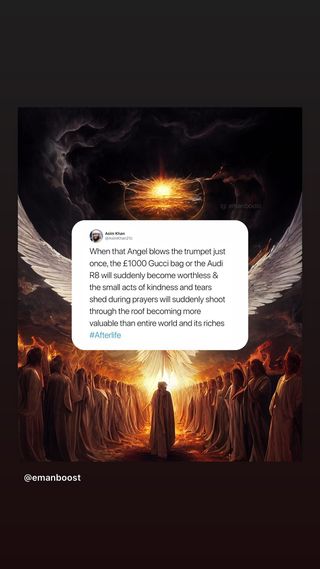 ig: emanboost
Asim Khan
When that Angel blows the trumpet just
once, the £1000 Gucci bag or the Audi
R8 will suddenly become worthless &
the small acts of kindness and tears
shed during prayers will suddenly shoot
through the roof becoming more
valuable than entire world and its riches
#Afterlife
@emanboost